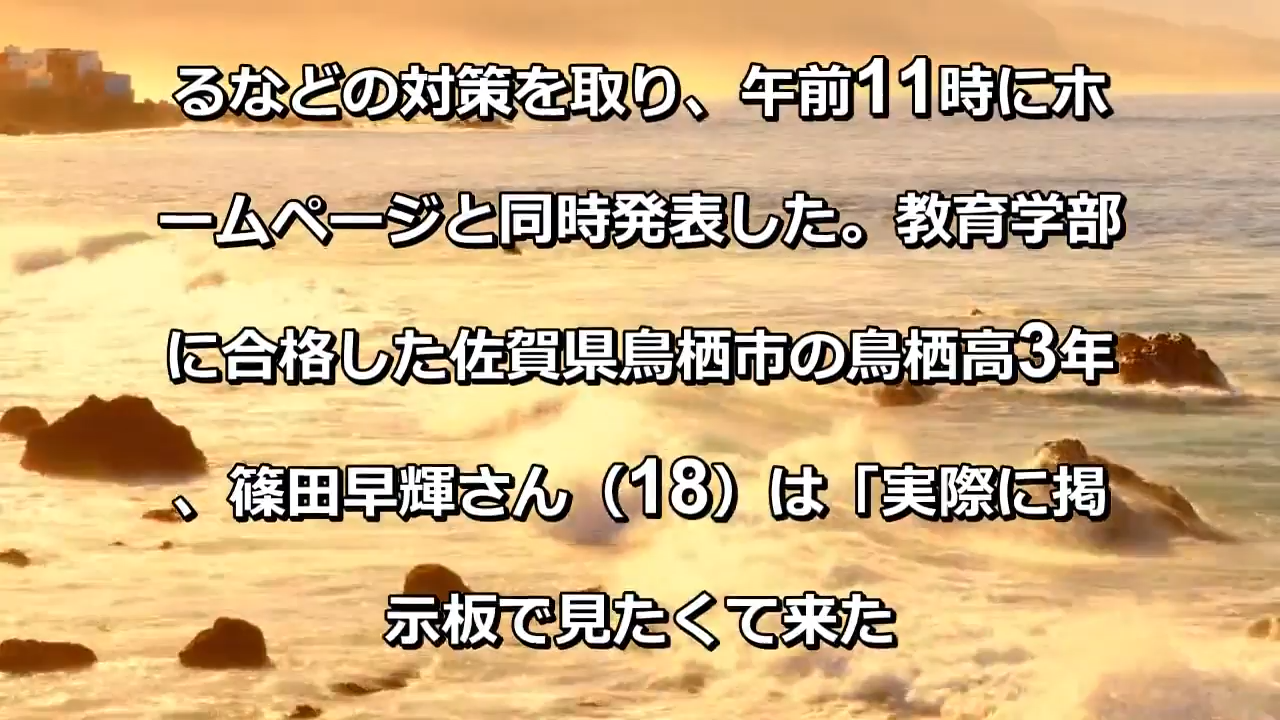 るなどの対策を取り、午前11時にホ
ームページと同時発表した。教育学部
に合格した佐賀県鳥栖市の鳥栖高3年
、篠田早輝さん（18）は「実際に掲
示板で見たくて来た